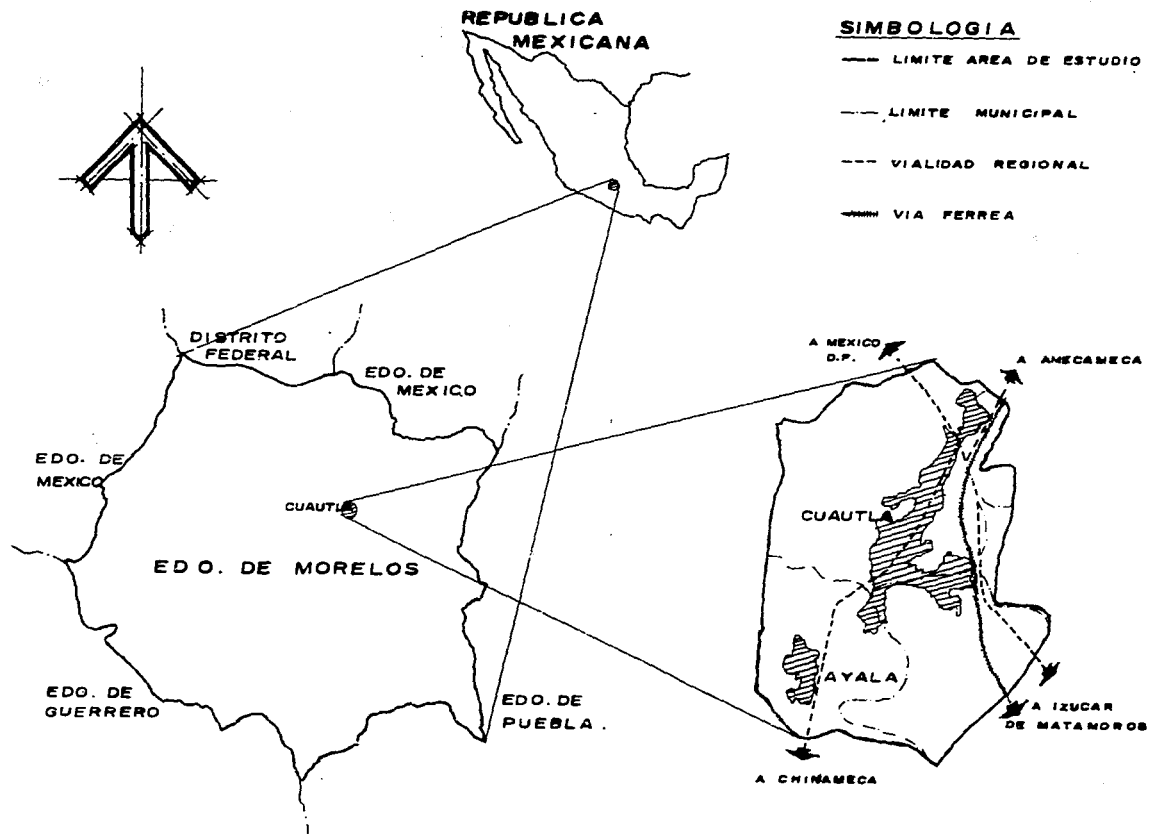 REPUBLICA
MEXICANA
SIMBOLOGIA
LIMITE AREA DE ESTUDIO
LIMITE MUNICIPAL
VIALIDAD REGIONAL
VIA FERREA
DISTRITO
FEDERAL
EDO. DE
MEXICO
EDO. DE
MEXICO
CUAUTLA
EDO. DE MORELOS
EDO. DE
GUERRERO
EDO. DE
PUEBLA.
A MEXICO
D.F.
A AMECAMECA
CUAUTLA
AYALA
A IZUCAR
DE MATAMOROS
A CHINAMECA